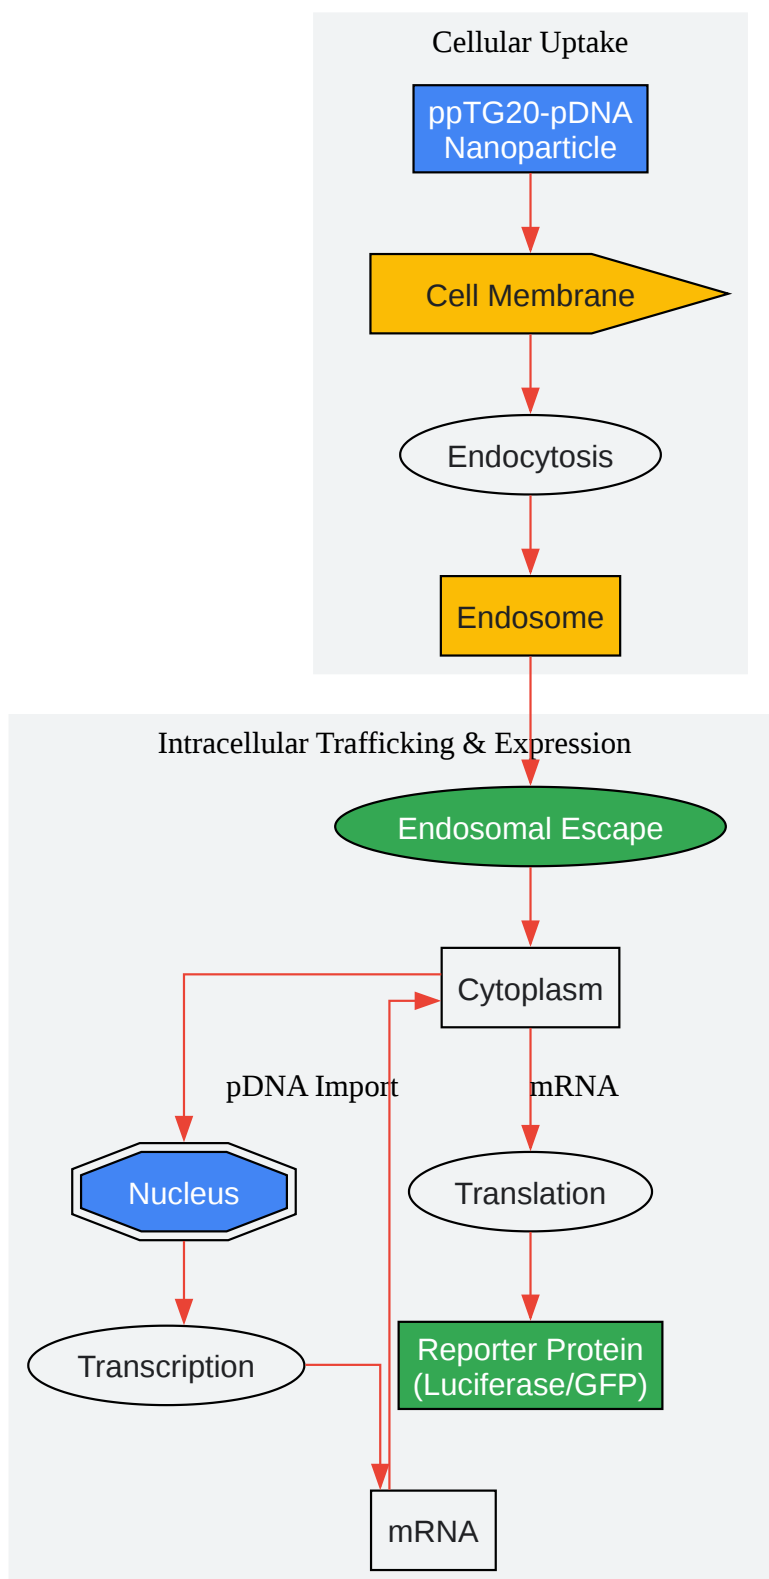 Cellular Uptake
ppTG20-pDNA
Nanoparticle
Cell Membrane
Endocytosis
Endosome
Intracellular Trafficking & Expression
Endosomal Escape
Cytoplasm
pDNA Import
mRNA
Nucleus
Translation
Transcription
Reporter Protein
(Luciferase/GFP)
mRNA